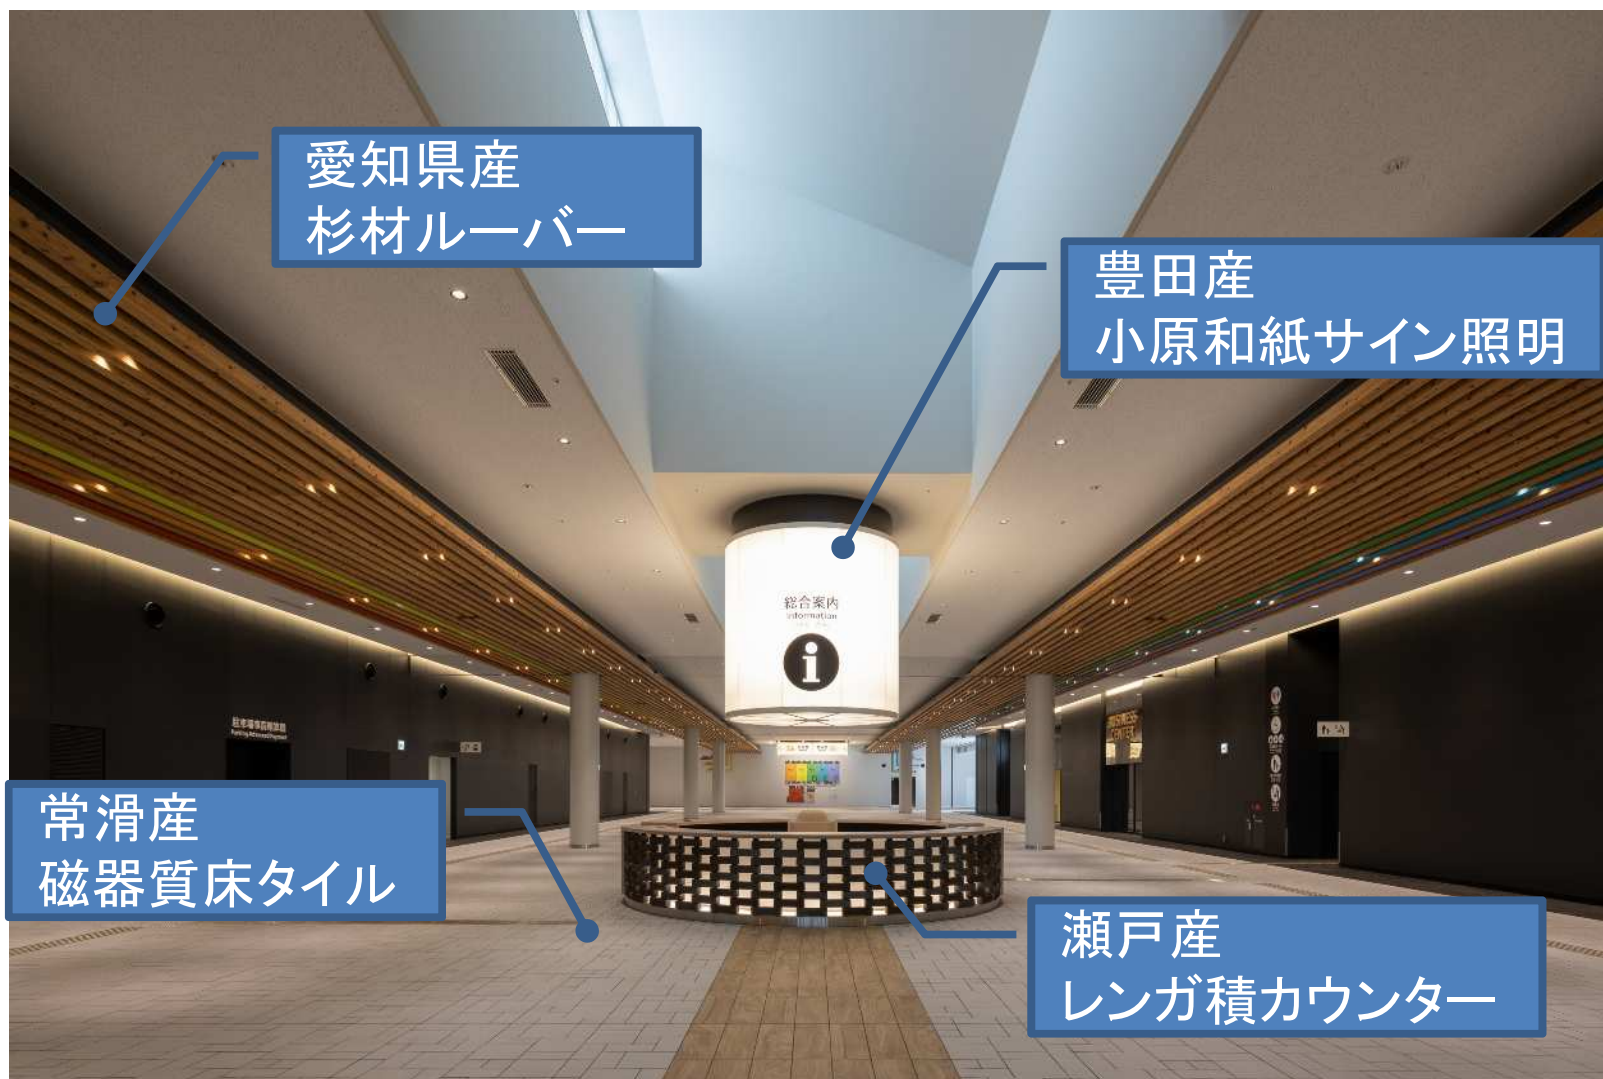 愛知県産
杉材ルーバー
豊田産
小原和紙サイン照明
総合案内
Information
i
BUSINESS
CENTER
常滑産
磁器質床タイル
瀬戸産
レンガ積カウンター